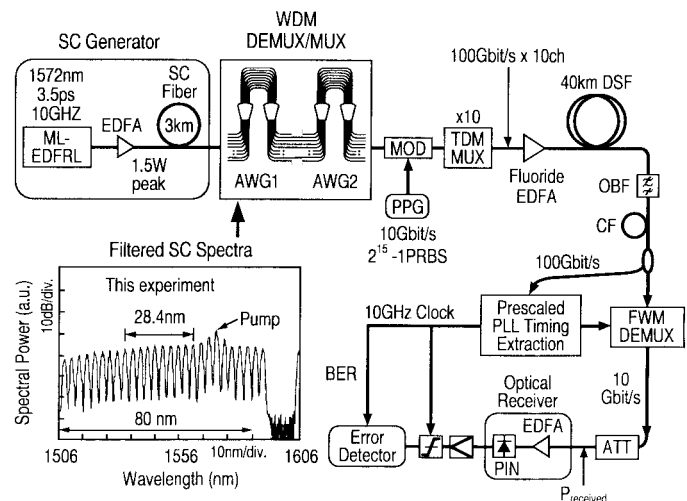 SC Generator
1572nm
3.5ps
10GHZ
ML-
EDFRL
EDFA
SC
Fiber
3km
1.5W
peak
WDM
DEMUX/MUX
AWG1
AWG2
MOD
PPG
10Gbit/s
2^15 -1PRBS
100Gbit/s x 10ch
x10
TDM
MUX
Fluoride
EDFA
40km DSF
OBF
CF
100Gbit/s
Filtered SC Spectra
Spectral Power (a.u.)
10dB/div.
This experiment
28.4nm
Pump
80 nm
10nm/div.
1506
1556
1606
Wavelength (nm)
10GHz Clock
Prescaled
PLL Timing
Extraction
FWM
DEMUX
BER
10
Gbit/s
Optical
Receiver
EDFA
PIN
ATT
Error
Detector
Preceived